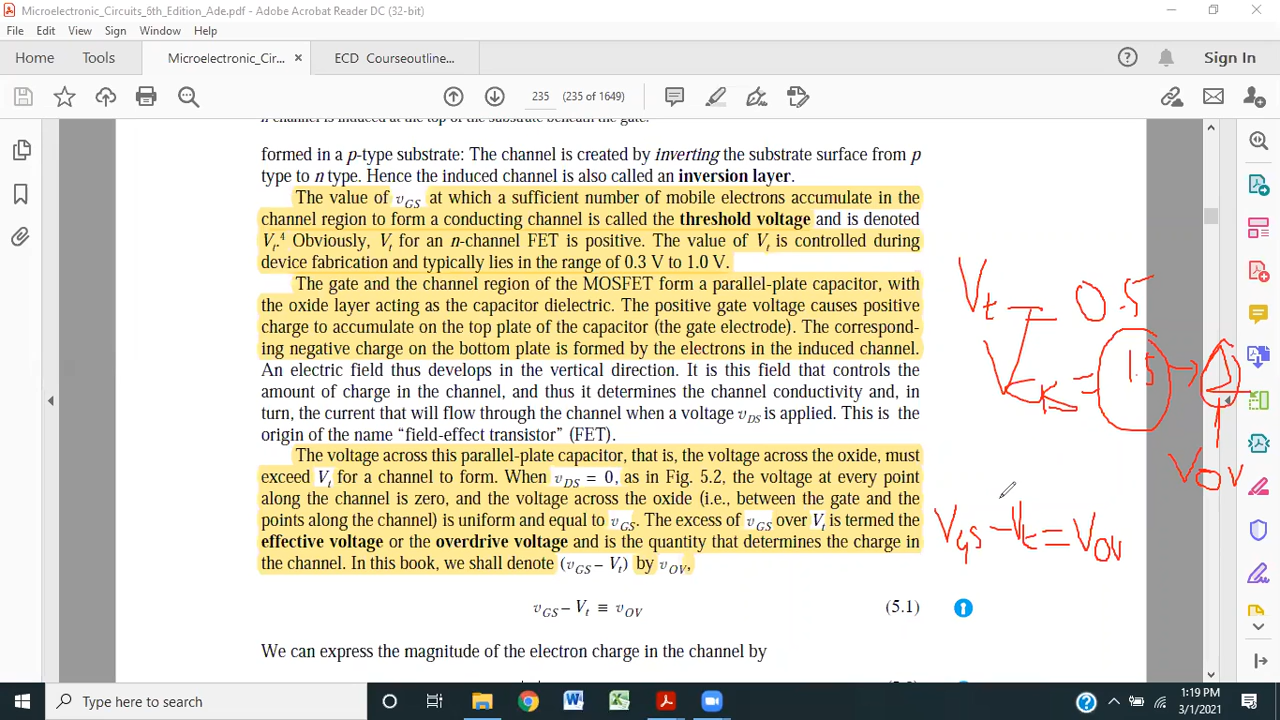 Microelectronic_Circuits_6th_Edition_Ade.pdf - Adobe Acrobat Reader DC (32-bit)
File Edit View Sign Window Help
Home Tools Microelectronic_Cir... × ECD Courseoutline... Sign In
235 (235 of 1649)
n channel is induced at the top of the substrate beneath the gate.
formed in a p-type substrate: The channel is created by inverting the substrate surface from p
type to n type. Hence the induced channel is also called an inversion layer.
The value of vGS at which a sufficient number of mobile electrons accumulate in the
channel region to form a conducting channel is called the threshold voltage and is denoted
Vt.4 Obviously, Vt for an n-channel FET is positive. The value of Vt is controlled during
device fabrication and typically lies in the range of 0.3 V to 1.0 V.
The gate and the channel region of the MOSFET form a parallel-plate capacitor, with
the oxide layer acting as the capacitor dielectric. The positive gate voltage causes positive
charge to accumulate on the top plate of the capacitor (the gate electrode). The correspond-
ing negative charge on the bottom plate is formed by the electrons in the induced channel.
An electric field thus develops in the vertical direction. It is this field that controls the
amount of charge in the channel, and thus it determines the channel conductivity and, in
turn, the current that will flow through the channel when a voltage vDS is applied. This is the
origin of the name “field-effect transistor” (FET).
The voltage across this parallel-plate capacitor, that is, the voltage across the oxide, must
exceed Vt for a channel to form. When vDS = 0, as in Fig. 5.2, the voltage at every point
along the channel is zero, and the voltage across the oxide (i.e., between the gate and the
points along the channel) is uniform and equal to vGS. The excess of vGS over Vt is termed the
effective voltage or the overdrive voltage and is the quantity that determines the charge in
the channel. In this book, we shall denote (vGS – Vt) by vOV,
vGS – Vt ≡ vOV (5.1)
We can express the magnitude of the electron charge in the channel by
Vt 0.5
= 1.5
VOV
VGS - Vt = VOV
Type here to search
1:19 PM
3/1/2021